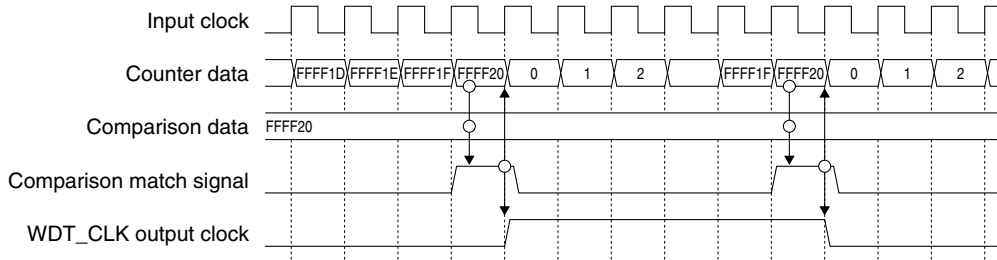 Input clock
Counter data FFFF1D FFFF1E FFFF1F FFFF20 0 1 2 FFFF1F FFFF20 0 1 2
Comparison data FFFF20
Comparison match signal
WDT_CLK output clock